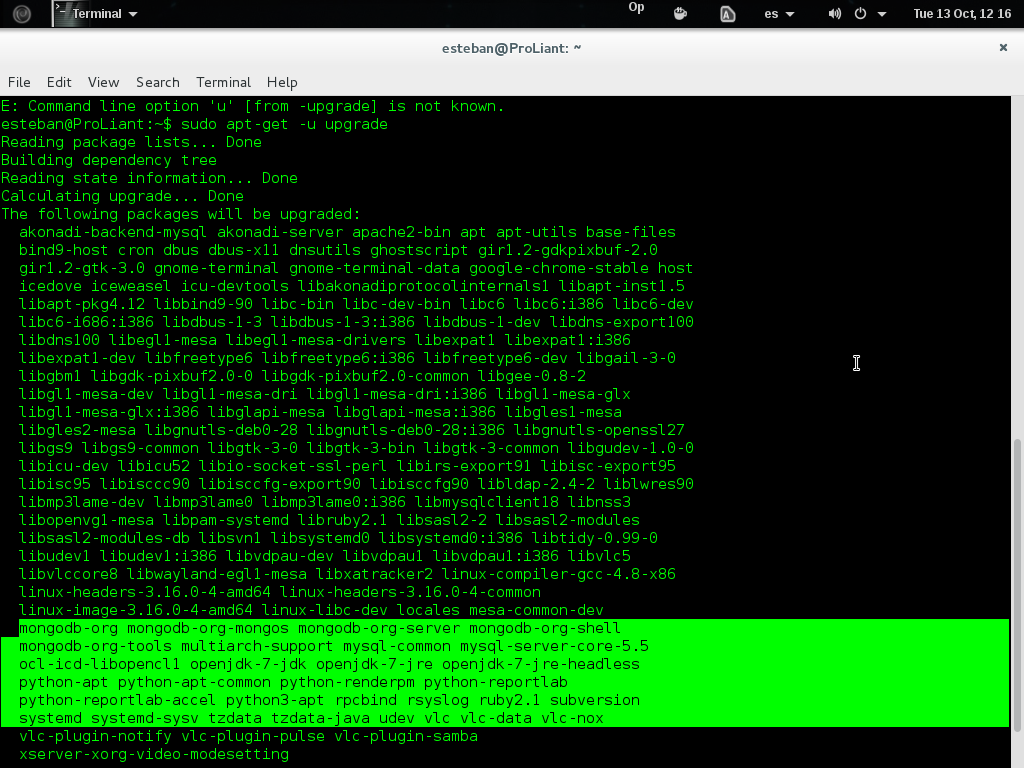 Terminal
Op
es
Tue 13 Oct, 12 16
esteban@ProLiant: ~
×
File Edit View Search Terminal Help
E: Command line option 'u' [from -upgrade] is not known.
esteban@ProLiant:~$ sudo apt-get -u upgrade
Reading package lists... Done
Building dependency tree
Reading state information... Done
Calculating upgrade... Done
The following packages will be upgraded:
akonadi-backend-mysql akonadi-server apache2-bin apt apt-utils base-files
bind9-host cron dbus dbus-x11 dnsutils ghostscript gir1.2-gdkpixbuf-2.0
gir1.2-gtk-3.0 gnome-terminal gnome-terminal-data google-chrome-stable host
icedove iceweasel icu-devtools libakonadiprotocolinternals1 libapt-inst1.5
libapt-pkg4.12 libbind9-90 libc-bin libc-dev-bin libc6 libc6:i386 libc6-dev
libc6-i686:i386 libdbus-1-3 libdbus-1-3:i386 libdbus-1-dev libdns-export100
libdns100 libegl1-mesa libegl1-mesa-drivers libexpat1 libexpat1:i386
libexpat1-dev libfreetype6 libfreetype6:i386 libfreetype6-dev libgail-3-0
libgbm1 libgdk-pixbuf2.0-0 libgdk-pixbuf2.0-common libgee-0.8-2
libgl1-mesa-dev libgl1-mesa-dri libgl1-mesa-dri:i386 libgl1-mesa-glx
libgl1-mesa-glx:i386 libglapi-mesa libglapi-mesa:i386 libgles1-mesa
libgles2-mesa libgnutls-deb0-28 libgnutls-deb0-28:i386 libgnutls-openssl27
libgs9 libgs9-common libgtk-3-0 libgtk-3-bin libgtk-3-common libgudev-1.0-0
libicu-dev libicu52 libio-socket-ssl-perl libirs-export91 libisc-export95
libisc95 libisccc90 libisccfg-export90 libisccfg90 libldap-2.4-2 liblwres90
libmp3lame-dev libmp3lame0 libmp3lame0:i386 libmysqlclient18 libnss3
libopenvg1-mesa libpam-systemd libruby2.1 libsasl2-2 libsasl2-modules
libsasl2-modules-db libsvn1 libsystemd0 libsystemd0:i386 libtidy-0.99-0
libudev1 libudev1:i386 libvdpau-dev libvdpau1 libvdpau1:i386 libvlc5
libvlccore8 libwayland-egl1-mesa libxatracker2 linux-compiler-gcc-4.8-x86
linux-headers-3.16.0-4-amd64 linux-headers-3.16.0-4-common
linux-image-3.16.0-4-amd64 linux-libc-dev locales mesa-common-dev
mongodb-org mongodb-org-mongos mongodb-org-server mongodb-org-shell
mongodb-org-tools multiarch-support mysql-common mysql-server-core-5.5
ocl-icd-libopencl1 openjdk-7-jdk openjdk-7-jre openjdk-7-jre-headless
python-apt python-apt-common python-renderpm python-reportlab
python-reportlab-accel python3-apt rpcbind rsyslog ruby2.1 subversion
systemd systemd-sysv tzdata tzdata-java udev vlc vlc-data vlc-nox
vlc-plugin-notify vlc-plugin-pulse vlc-plugin-samba
xserver-xorg-video-modesetting